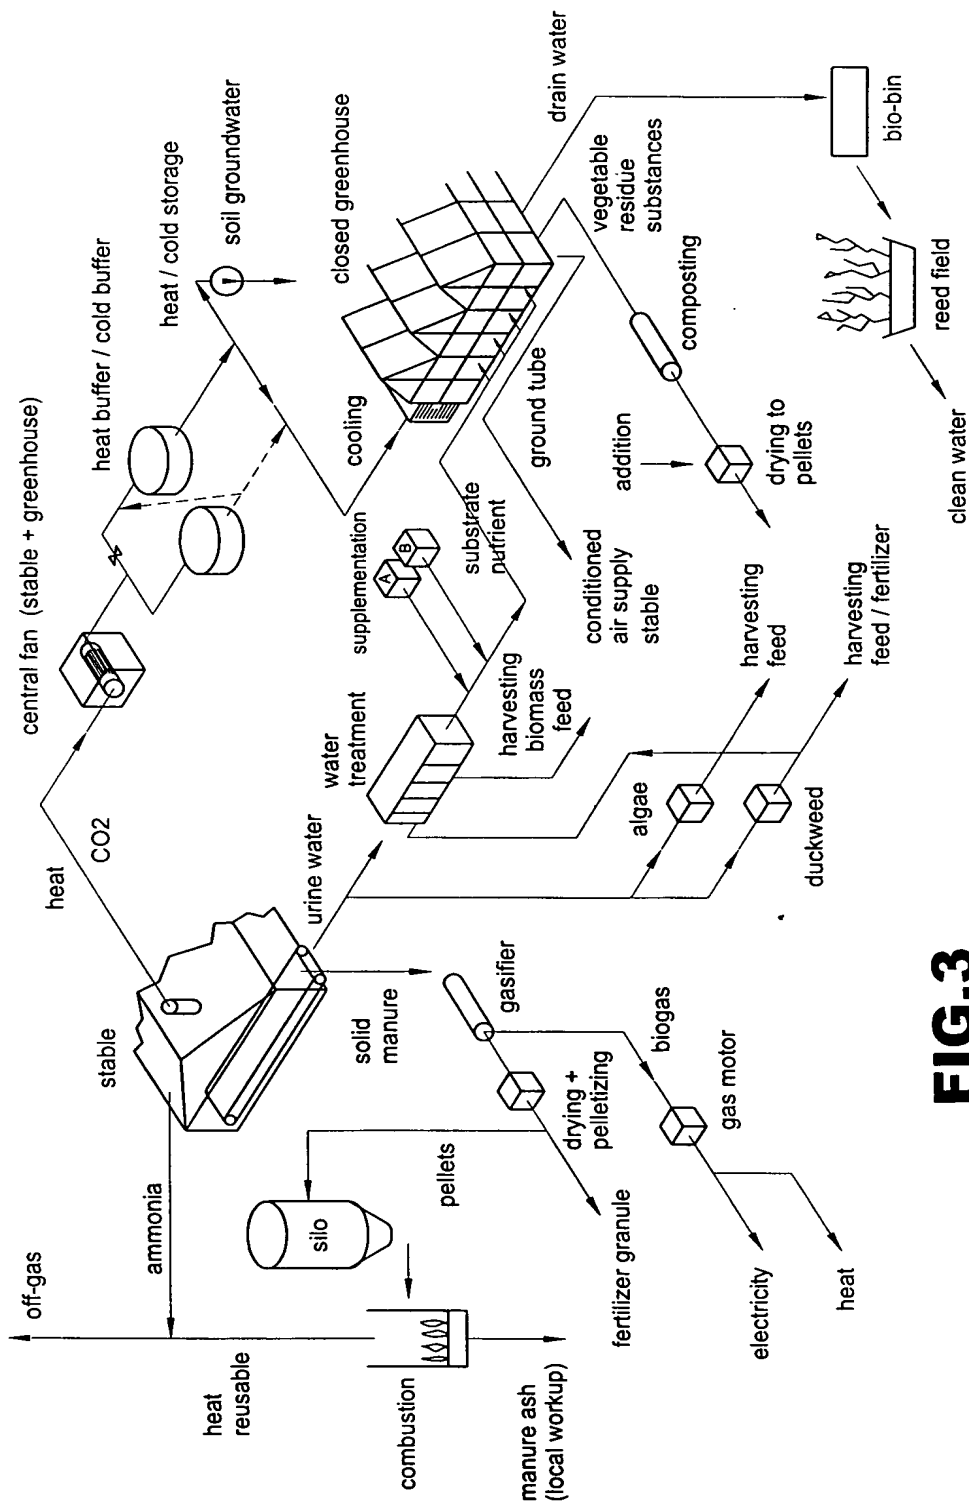 off-gas
heat
reusable
combustion
manure ash
(local workup)
ammonia
silo
pellets
fertilizer granule
stable
solid
manure
drying +
pelletizing
gasifier
biogas
gas motor
electricity
heat
heat
CO2
urine water
central fan (stable + greenhouse)
heat buffer / cold buffer
heat / cold storage
soil groundwater
water
treatment
supplementation
A
B
harvesting
biomass
feed
substrate
nutrient
algae
duckweed
harvesting
feed
harvesting
feed / fertilizer
cooling
closed greenhouse
ground tube
conditioned
air supply
stable
drain water
vegetable
residue
substances
composting
addition
drying to
pellets
bio-bin
reed field
clean water
FIG.3